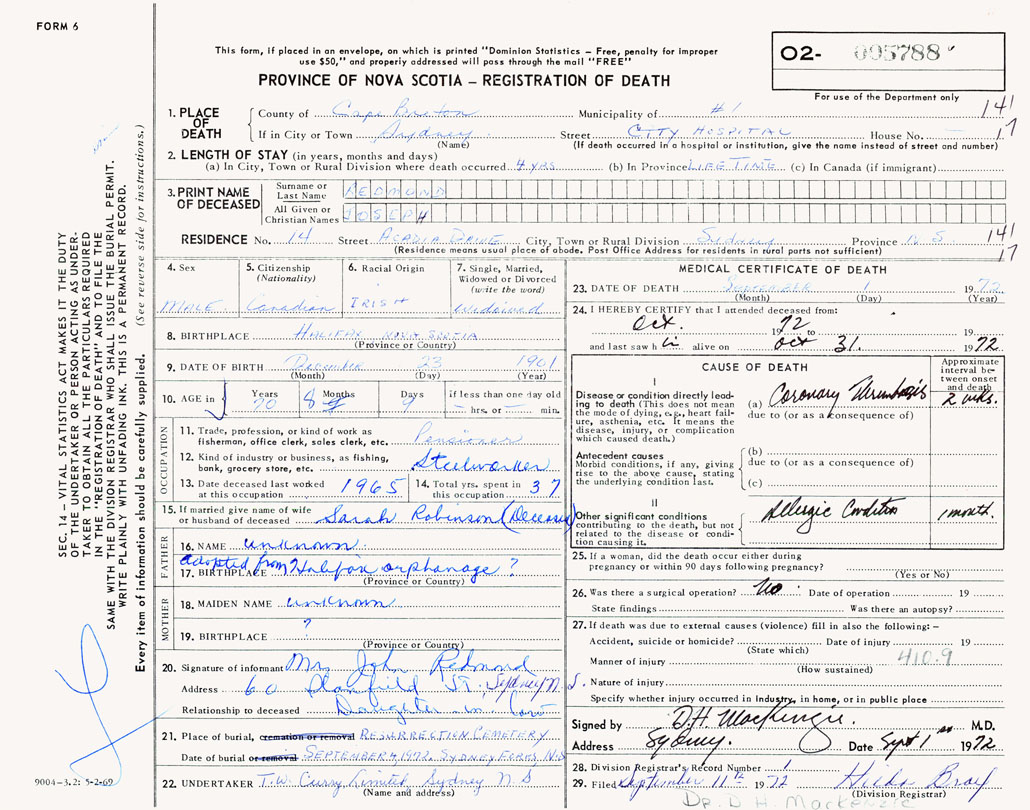 FORM 6
This form, if placed in an envelope, on which is printed "Dominion Statistics – Free, penalty for improper
use $50," and properly addressed will pass through the mail "FREE"
PROVINCE OF NOVA SCOTIA – REGISTRATION OF DEATH
O2- 005788
For use of the Department only
SEC. 14 – VITAL STATISTICS ACT MAKES IT THE DUTY
OF THE UNDERTAKER OR PERSON ACTING AS UNDER-
TAKER TO OBTAIN ALL THE PARTICULARS REQUIRED
IN THE "REGISTRATION OF DEATH" AND TO FILE THE
SAME WITH THE DIVISION REGISTRAR WHO SHALL ISSUE THE BURIAL PERMIT.
WRITE PLAINLY WITH UNFADING INK. THIS IS A PERMANENT RECORD.
Every item of information should be carefully supplied. (See reverse side for instructions.)
9004-3.2: 5-2-69
1. PLACE OF DEATH
County of Cape Breton Municipality of #1 141
If in City or Town Sydney Street CITY HOSPITAL House No. – 17
(Name) (If death occurred in a hospital or institution, give the name instead of street and number)
2. LENGTH OF STAY (in years, months and days)
(a) In City, Town or Rural Division where death occurred 4 yrs. (b) In Province LIFE TIME (c) In Canada (if immigrant)
3. PRINT NAME OF DECEASED
Surname or Last Name REDMOND
All Given or Christian Names JOSEPH
RESIDENCE No. 14 Street ACADIA DRIVE City, Town or Rural Division Sydney Province N S 141
(Residence means usual place of abode. Post Office Address for residents in rural parts not sufficient) 17
4. Sex
MALE
5. Citizenship
(Nationality)
Canadian
6. Racial Origin
IRISH
7. Single, Married,
Widowed or Divorced
(write the word)
Widowed
8. BIRTHPLACE HALIFAX NOVA SCOTIA
(Province or Country)
9. DATE OF BIRTH December 23 1901
(Month) (Day) (Year)
10. AGE in Years 70 Months 8 Days 9 if less than one day old
– hrs. or – min.
OCCUPATION
11. Trade, profession, or kind of work as
fisherman, office clerk, sales clerk, etc. Pensioner
12. Kind of industry or business, as fishing,
bank, grocery store, etc. Steelworker
13. Date deceased last worked
at this occupation 1965
14. Total yrs. spent in
this occupation 37
15. If married give name of wife
or husband of deceased Sarah Robinson (Deceased)
FATHER
16. NAME unknown
adopted from Halifax orphanage ?
17. BIRTHPLACE
(Province or Country)
MOTHER
18. MAIDEN NAME unknown
19. BIRTHPLACE ?
(Province or Country)
20. Signature of informant Mrs John Redmond
Address 60 St. Sydney N. S.
Relationship to deceased Daughter in law
21. Place of burial, cremation or removal RESURRECTION CEMETERY
Date of burial or removal SEPTEMBER 4, 1972, SYDNEY FORKS, N.S
22. UNDERTAKER T.W. Curry Limited Sydney N. S
(Name and address)
MEDICAL CERTIFICATE OF DEATH
23. DATE OF DEATH September 1 1972
(Month) (Day) (Year)
24. I HEREBY CERTIFY that I attended deceased from:
Oct. 1972 to 19
and last saw him alive on Oct 31. 1972
CAUSE OF DEATH
Approximate
interval be-
tween onset
and death
I
Disease or condition directly lead-
ing to death (This does not mean
the mode of dying, e.g., heart fail-
ure, asthenia, etc. It means the
disease, injury, or complication
which caused death.)
(a) Coronary Thrombosis 2 wks.
due to (or as a consequence of)
Antecedent causes
Morbid conditions, if any, giving
rise to the above cause, stating
the underlying condition last.
(b)
due to (or as a consequence of)
(c)
II
Other significant conditions
contributing to the death, but not
related to the disease or condi-
tion causing it.
Allergic Condition 1 month.
25. If a woman, did the death occur either during
pregnancy or within 90 days following pregnancy?
(Yes or No)
26. Was there a surgical operation? No Date of operation 19
State findings Was there an autopsy?
27. If death was due to external causes (violence) fill in also the following: –
Accident, suicide or homicide? Date of injury 19
(State which)
Manner of injury 410.9
(How sustained)
Nature of injury
Specify whether injury occurred in industry, in home, or in public place
Signed by D.H. Mackenzie. M.D.
Address Sydney. Date Sept 1st 1972
28. Division Registrar's Record Number 1
29. Filed September 11th 1972 Hilda
(Division Registrar)
DR. D H. MacKENZIE